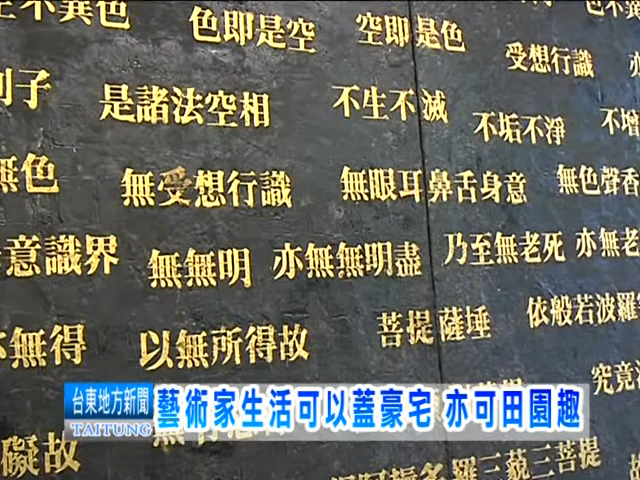 色不異
色即是空 空即是色 受想行識
利子 是諸法空相 不生不滅 不垢不淨 不增
無色 無受想行識 無眼耳鼻舌身意 無色聲香
意識界 無無明 亦無無明盡 乃至無老死 亦無老
無得 以無所得故 菩提薩埵 依般若波羅
礙故 究竟
多羅三藐三菩提 故
台東地方新聞
TAITUNG
藝術家生活可以蓋豪宅 亦可田園趣